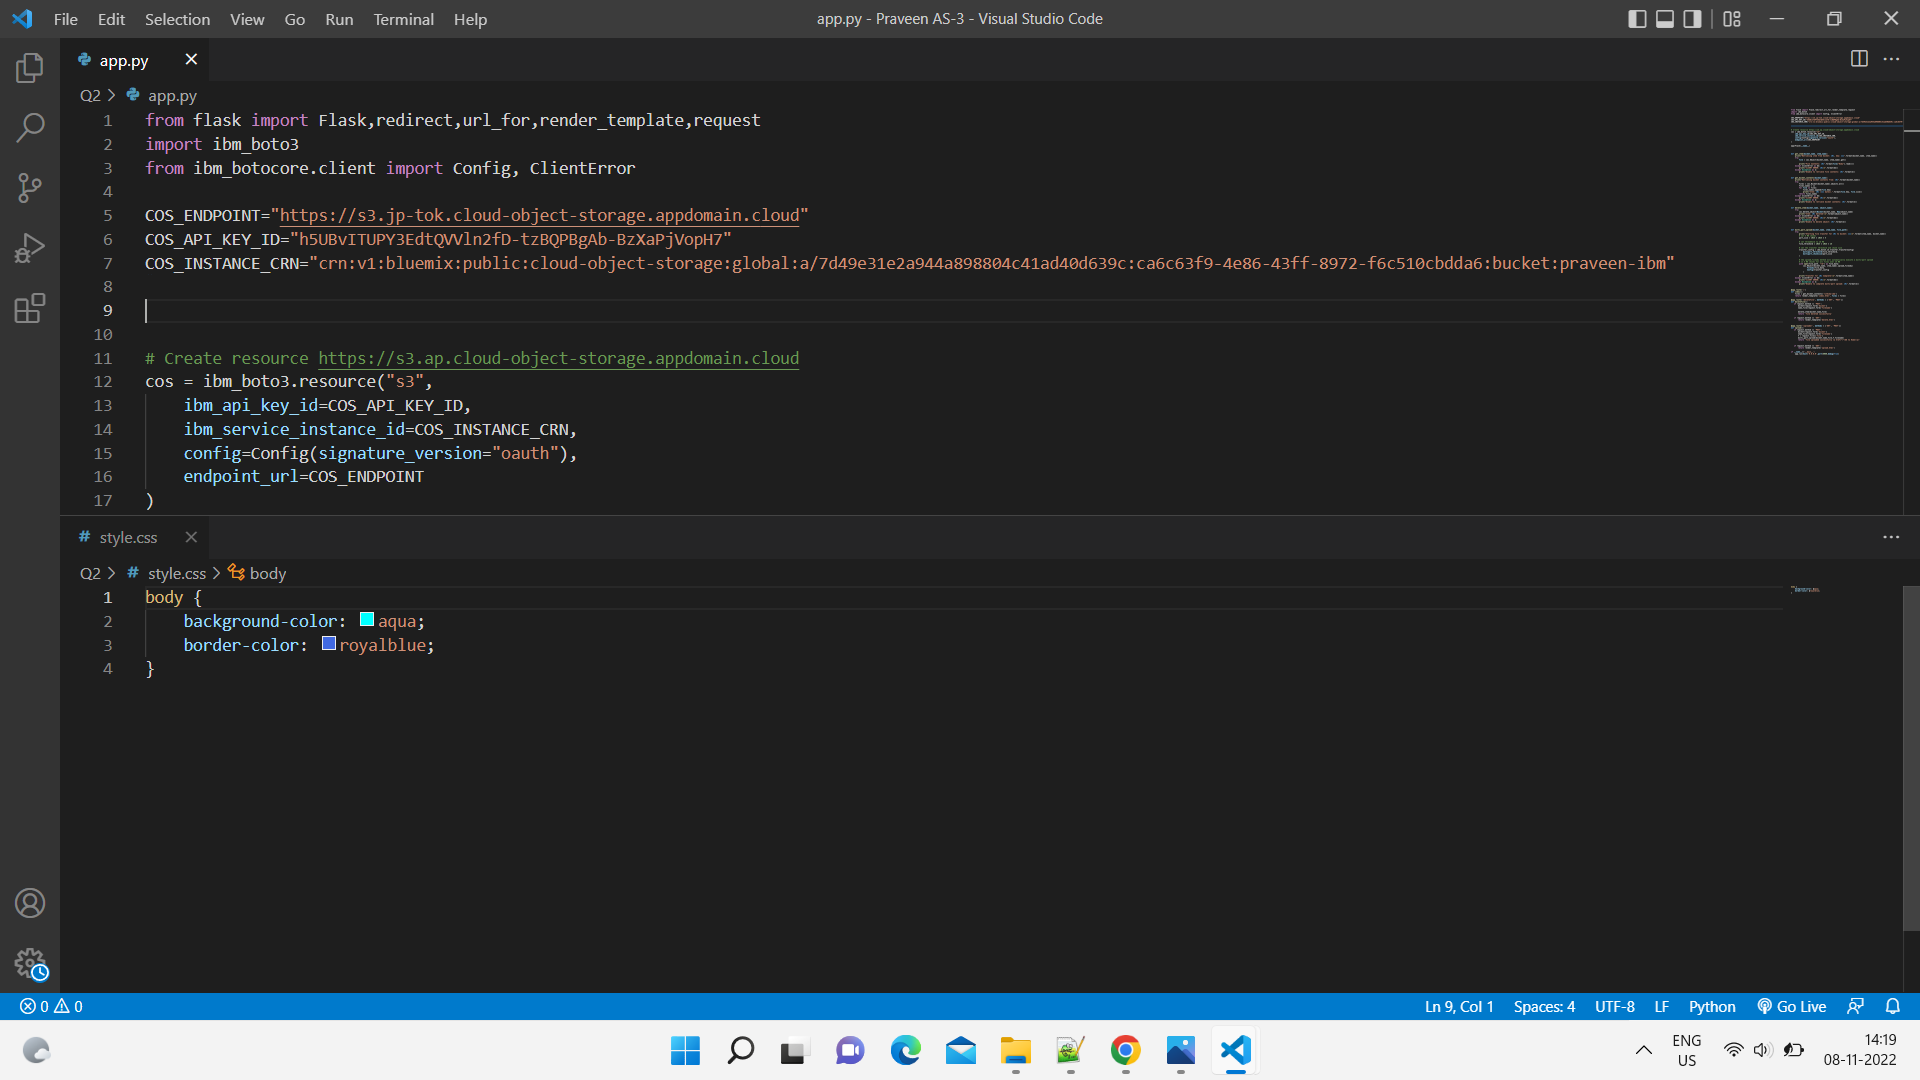 File Edit Selection View Go Run Terminal Help
app.py - Praveen AS-3 - Visual Studio Code
app.py
Q2 > app.py
1 from flask import Flask,redirect,url_for,render_template,request
2 import ibm_boto3
3 from ibm_botocore.client import Config, ClientError
4
5 COS_ENDPOINT="https://s3.jp-tok.cloud-object-storage.appdomain.cloud"
6 COS_API_KEY_ID="h5UBvITUPY3EdtQVVln2fD-tzBQPBgAb-BzXaPjVopH7"
7 COS_INSTANCE_CRN="crn:v1:bluemix:public:cloud-object-storage:global:a/7d49e31e2a944a898804c41ad40d639c:ca6c63f9-4e86-43ff-8972-f6c510cbdda6:bucket:praveen-ibm"
8
9
10
11 # Create resource https://s3.ap.cloud-object-storage.appdomain.cloud
12 cos = ibm_boto3.resource("s3",
13 ibm_api_key_id=COS_API_KEY_ID,
14 ibm_service_instance_id=COS_INSTANCE_CRN,
15 config=Config(signature_version="oauth"),
16 endpoint_url=COS_ENDPOINT
17 )
# style.css
Q2 > # style.css > body
1 body {
2 background-color: aqua;
3 border-color: royalblue;
4 }
0 0
Ln 9, Col 1 Spaces: 4 UTF-8 LF Python Go Live
ENG
US
14:19
08-11-2022